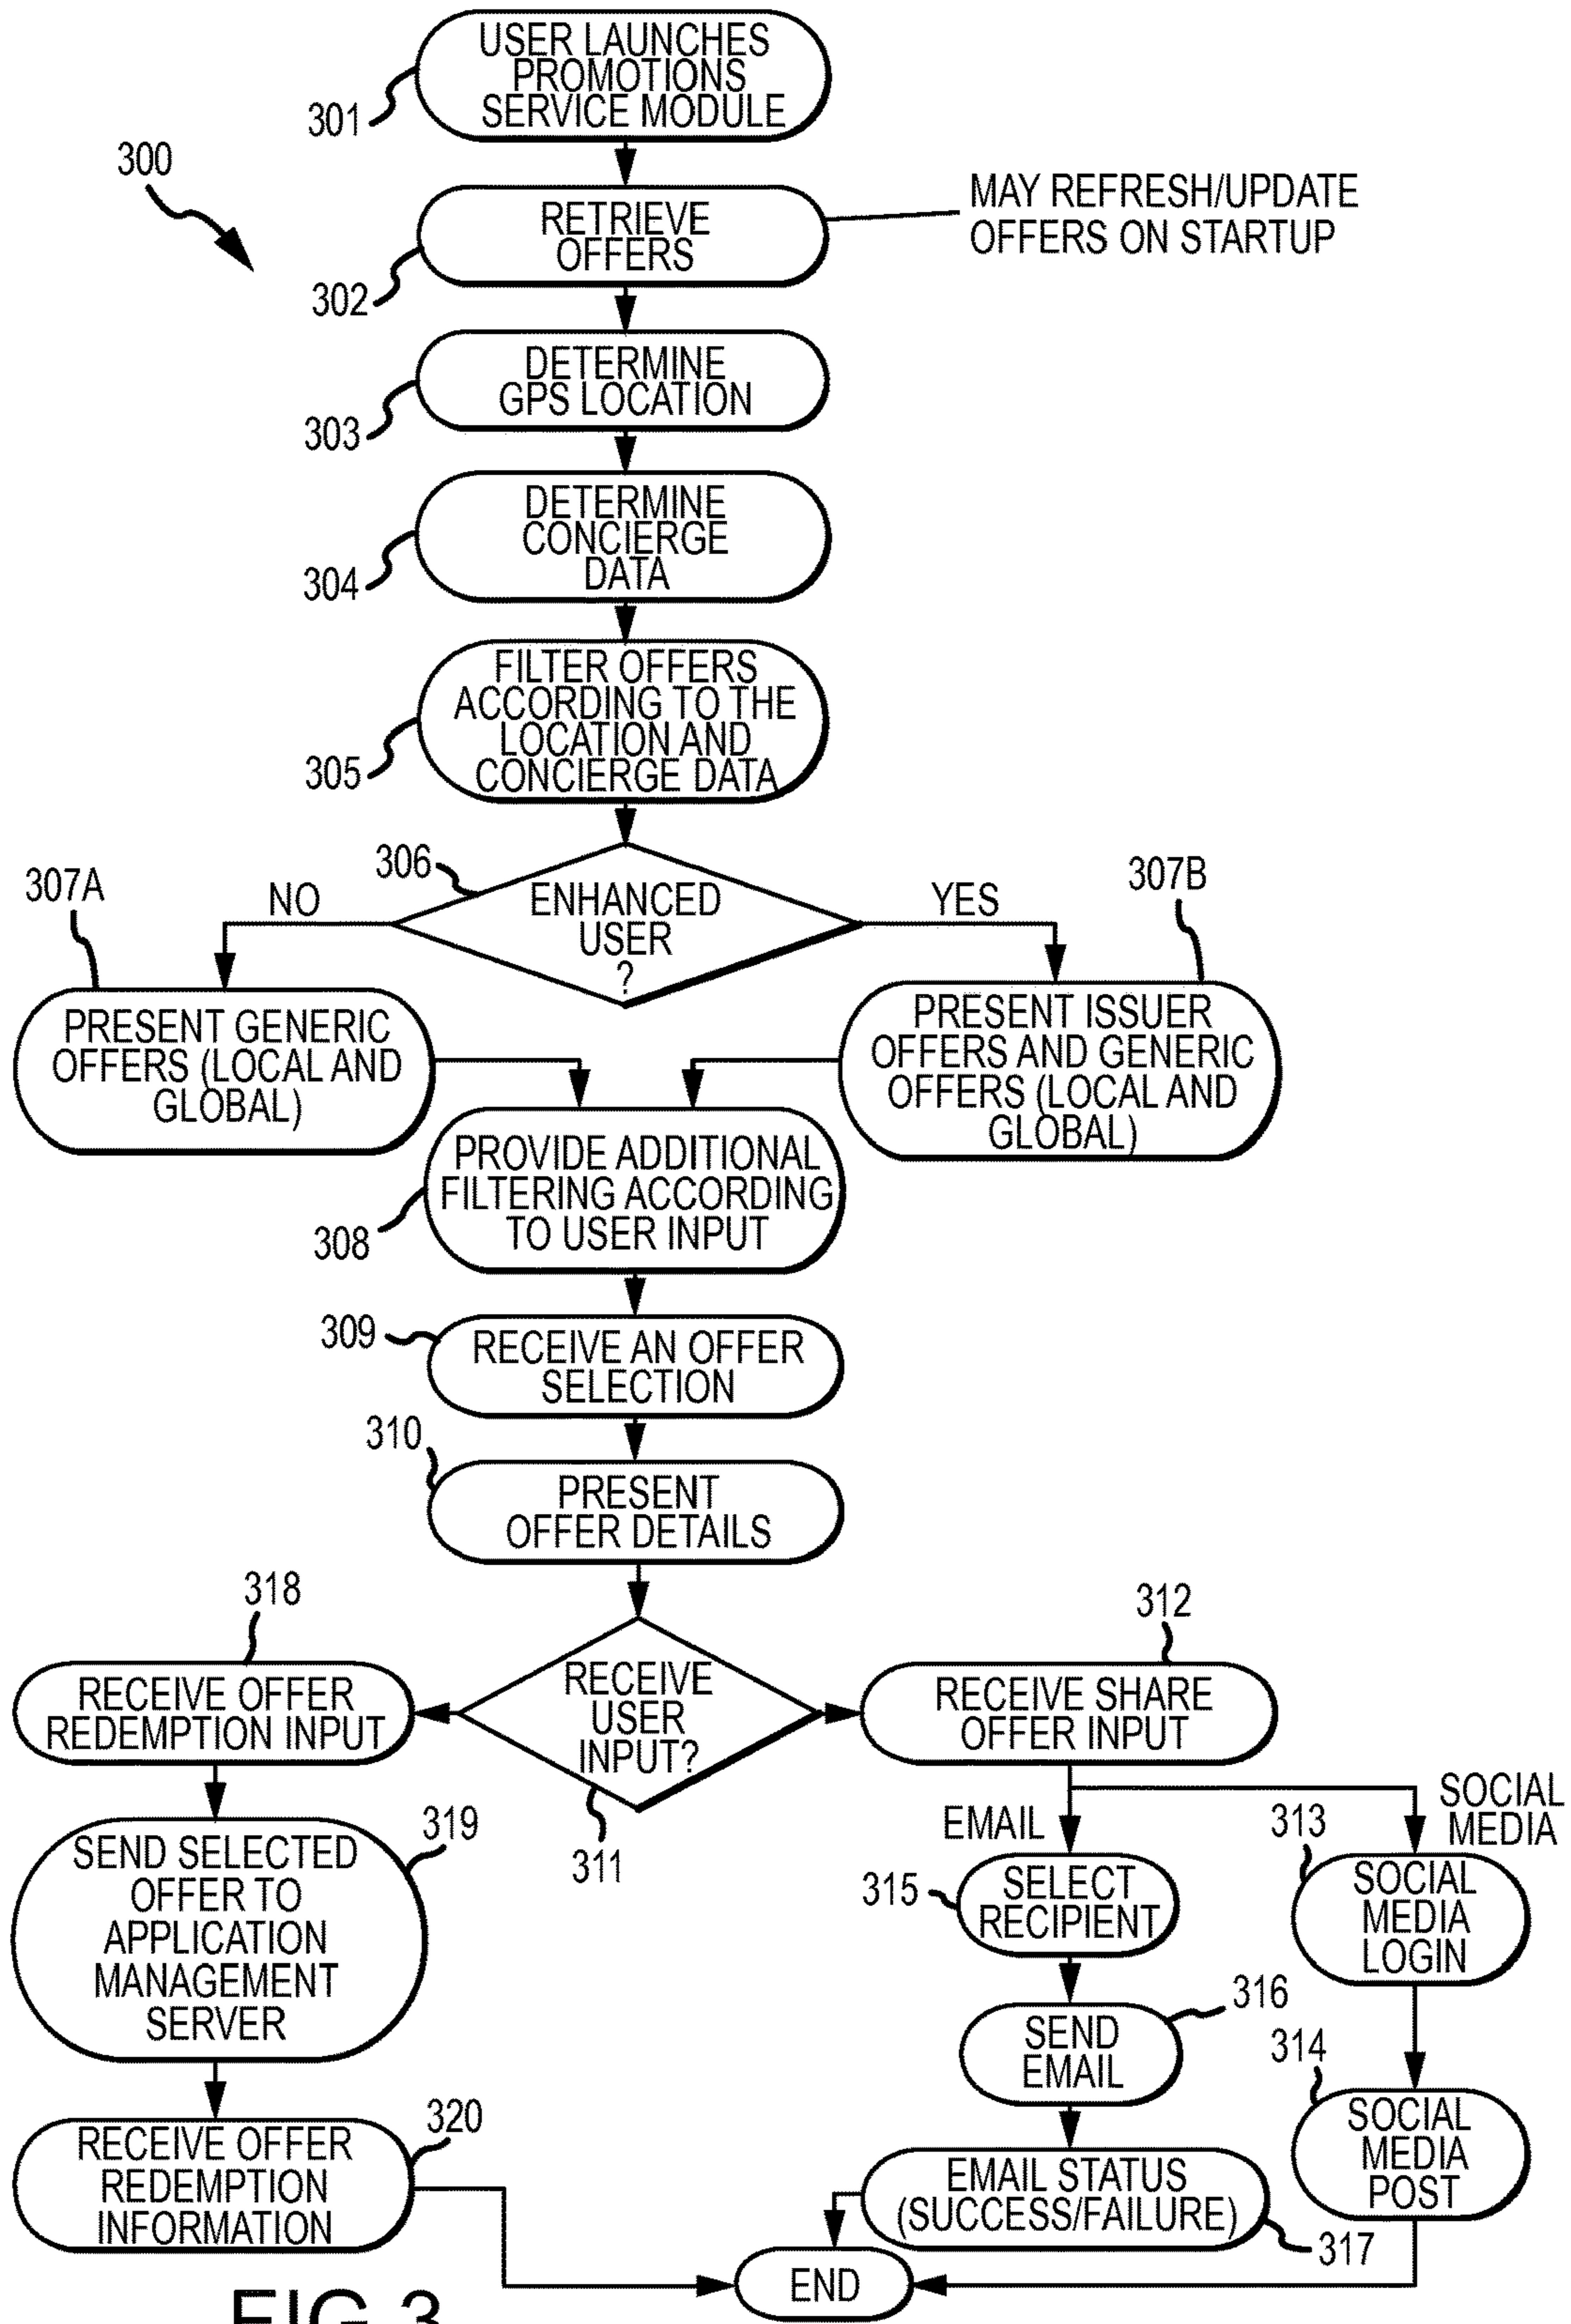 USER LAUNCHES
PROMOTIONS
SERVICE MODULE
301
300
RETRIEVE
OFFERS
302
MAY REFRESH/UPDATE
OFFERS ON STARTUP
DETERMINE
GPS LOCATION
303
DETERMINE
CONCIERGE
DATA
304
FILTER OFFERS
ACCORDING TO THE
LOCATION AND
CONCIERGE DATA
305
306
ENHANCED
USER
?
NO
YES
307A
307B
PRESENT GENERIC
OFFERS (LOCAL AND
GLOBAL)
PRESENT ISSUER
OFFERS AND GENERIC
OFFERS (LOCAL AND
GLOBAL)
PROVIDE ADDITIONAL
FILTERING ACCORDING
TO USER INPUT
308
309
RECEIVE AN OFFER
SELECTION
310
PRESENT
OFFER DETAILS
318
312
RECEIVE OFFER
REDEMPTION INPUT
RECEIVE
USER
INPUT?
311
RECEIVE SHARE
OFFER INPUT
319
SEND SELECTED
OFFER TO
APPLICATION
MANAGEMENT
SERVER
EMAIL
SOCIAL
MEDIA
313
315
SELECT
RECIPIENT
SOCIAL
MEDIA
LOGIN
316
SEND
EMAIL
314
SOCIAL
MEDIA
POST
320
RECEIVE OFFER
REDEMPTION
INFORMATION
EMAIL STATUS
(SUCCESS/FAILURE)
317
END
FIG.3